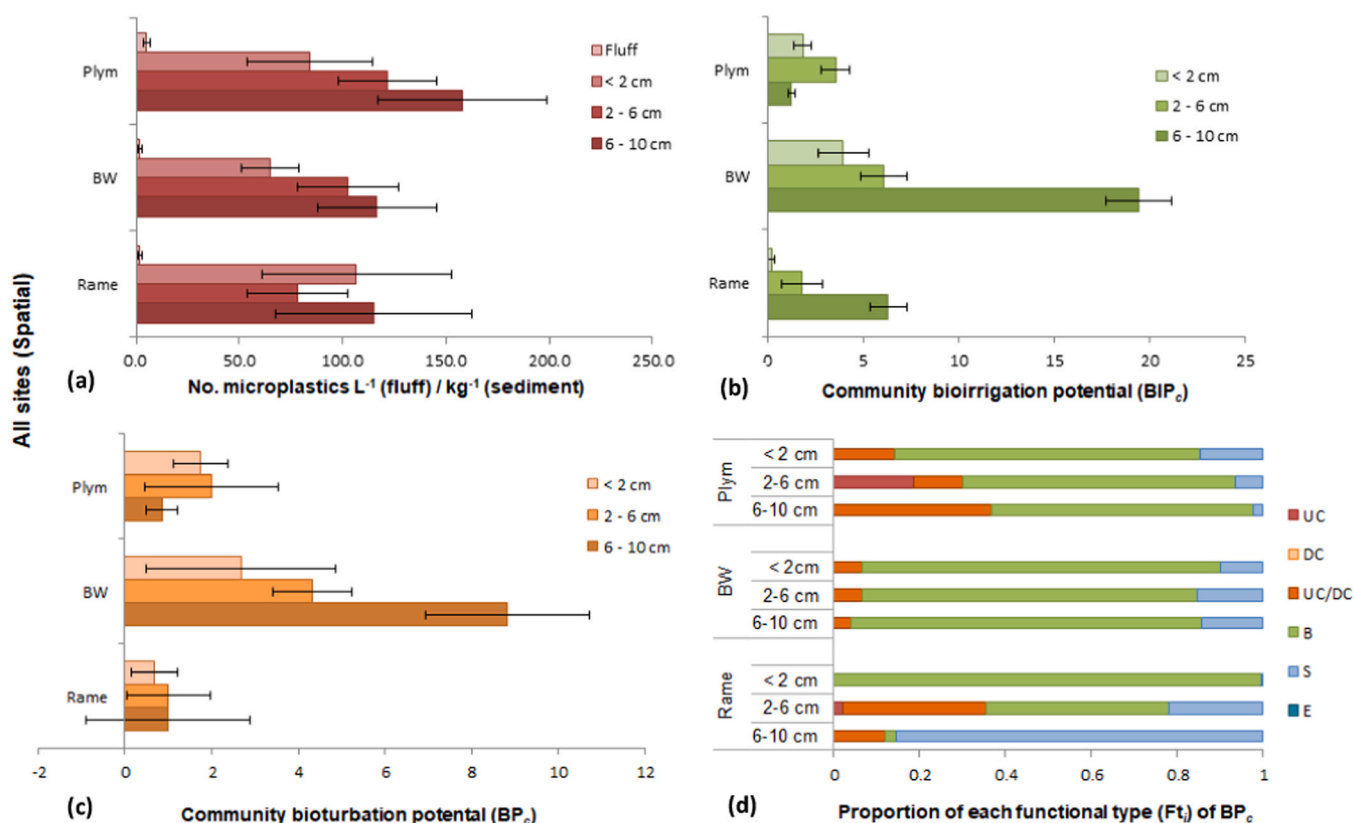 All sites (Spatial)
Plym
BW
Rame
Fluff
< 2 cm
2 - 6 cm
6 - 10 cm
0.0 50.0 100.0 150.0 200.0 250.0
(a) No. microplastics L⁻¹ (fluff) / kg⁻¹ (sediment)
Plym
BW
Rame
< 2 cm
2 - 6 cm
6 - 10 cm
0 5 10 15 20 25
(b) Community bioirrigation potential (BIPc)
Plym
BW
Rame
< 2 cm
2 - 6 cm
6 - 10 cm
-2 0 2 4 6 8 10 12
(c) Community bioturbation potental (BPc)
Plym
< 2 cm
2-6 cm
6-10 cm
BW
< 2cm
2-6 cm
6-10 cm
Rame
< 2 cm
2-6 cm
6-10 cm
UC
DC
UC/DC
B
S
E
0 0.2 0.4 0.6 0.8 1
(d) Proportion of each functional type (Fti) of BPc